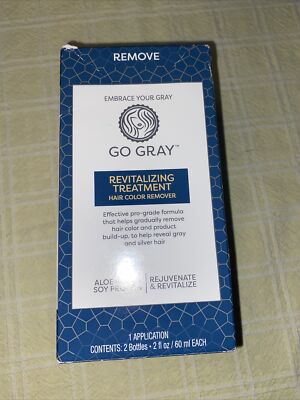 REMOVE
EMBRACE YOUR GRAY
GO GRAY™
REVITALIZING
TREATMENT
HAIR COLOR REMOVER
Effective pro-grade formula
that helps gradually remove
hair color and product
build-up, to help reveal gray
and silver hair
ALOE REJUVENATE
SOY & REVITALIZE
1 APPLICATION
CONTENTS: 2 Bottles • 2 fl oz / 60 ml EACH